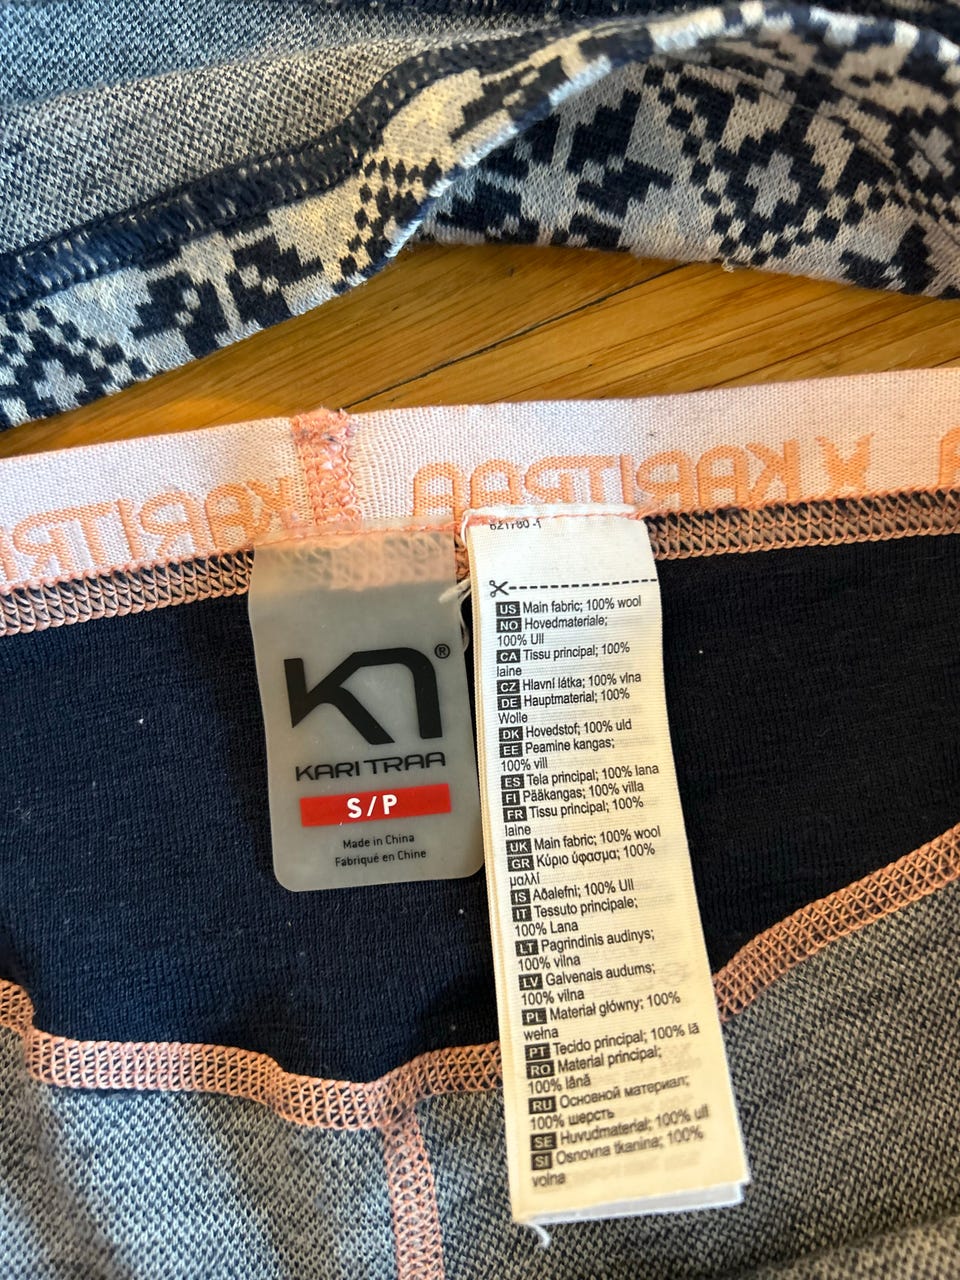 KARITRAA
KARITRAA
KN®
KARI TRAA
S/P
Made in China
Fabriqué en Chine
621780-1
US Main fabric; 100% wool
NO Hovedmateriale;
100% Ull
CA Tissu principal; 100%
laine
CZ Hlavní látka; 100% vlna
DE Hauptmaterial; 100%
Wolle
DK Hovedstof; 100% uld
EE Peamine kangas;
100% vill
ES Tela principal; 100% lana
FI Pääkangas; 100% villa
FR Tissu principal; 100%
laine
UK Main fabric; 100% wool
GR Κύριο ύφασμα; 100%
μαλλί
IS Aðalefni; 100% Ull
IT Tessuto principale;
100% Lana
LT Pagrindinis audinys;
100% vilna
LV Galvenais audums;
100% vilna
PL Materiał główny; 100%
wełna
PT Tecido principal; 100% lã
RO Material principal;
100% lână
RU Основной материал;
100% шерсть
SE Huvudmaterial; 100% ull
SI Osnovna tkanina; 100%
volna